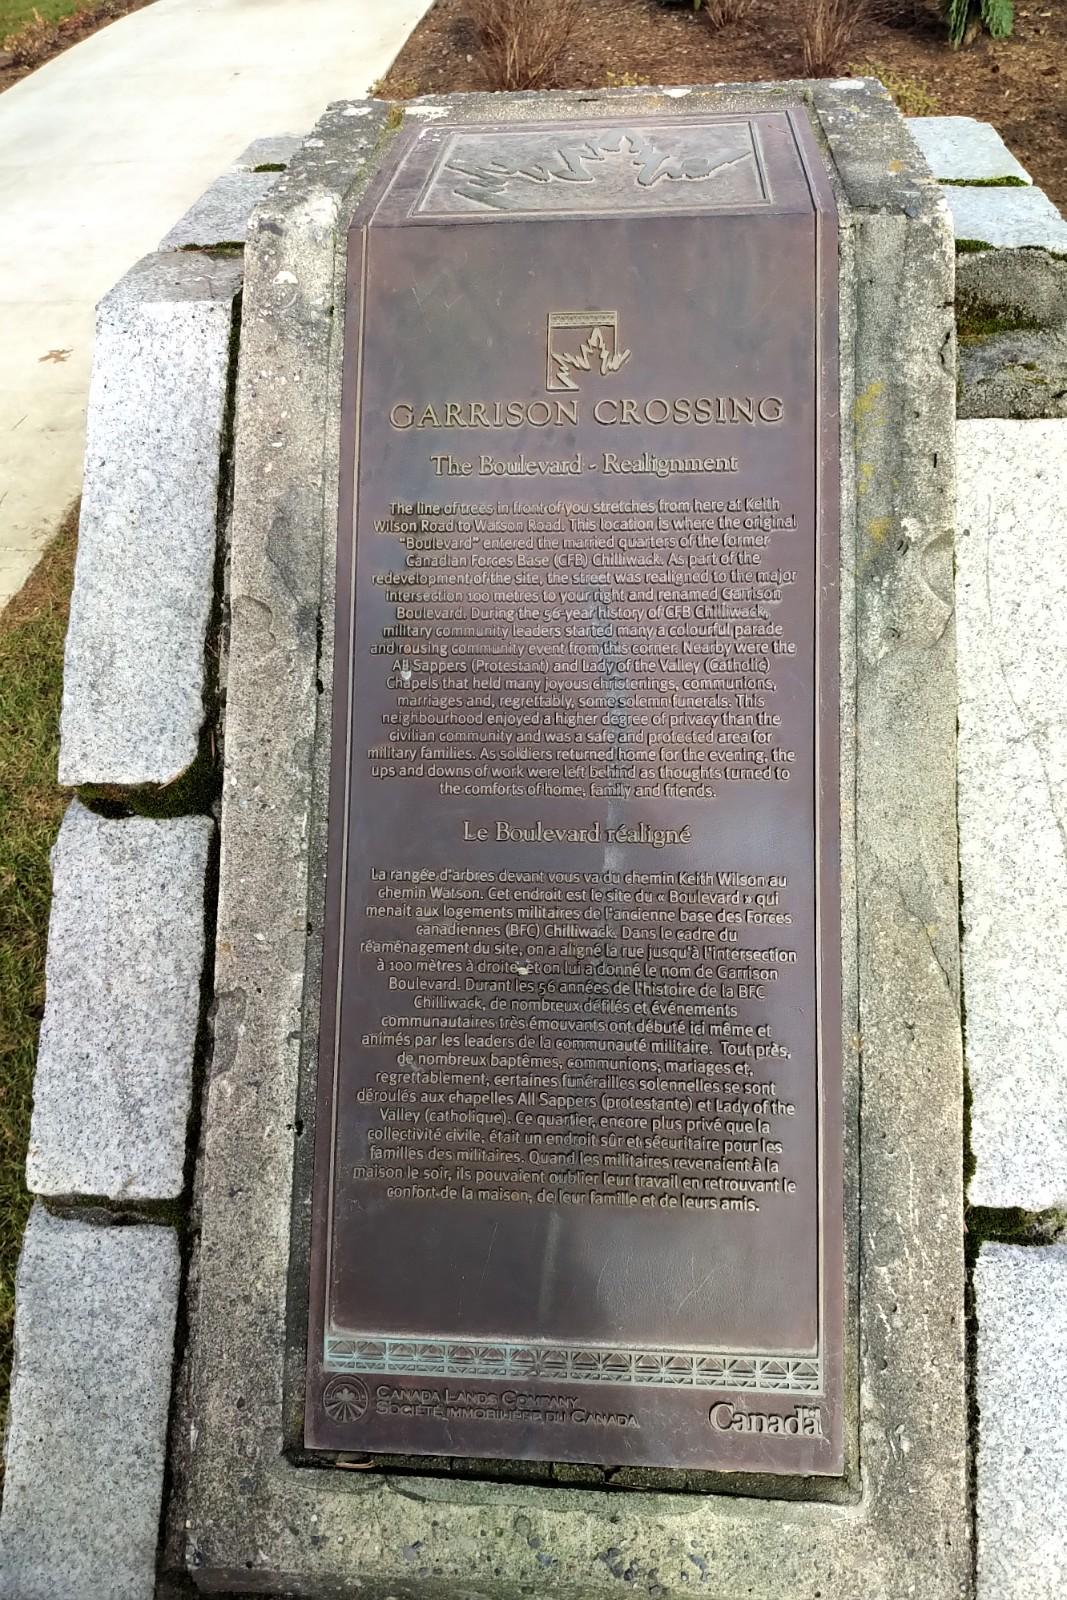 GARRISON CROSSING
The Boulevard - Realignment
The line of trees in front of you stretches from here at Keith
Wilson Road to Watson Road. This location is where the original
"Boulevard" entered the married quarters of the former
Canadian Forces Base (CFB) Chilliwack. As part of the
redevelopment of the site, the street was realigned to the major
intersection 100 metres to your right and renamed Garrison
Boulevard. During the 56-year history of CFB Chilliwack,
military community leaders started many a colourful parade
and rousing community event from this corner. Nearby were the
All Sappers (Protestant) and Lady of the Valley (Catholic)
Chapels that held many joyous christenings, communions,
marriages and, regrettably, some solemn funerals. This
neighbourhood enjoyed a higher degree of privacy than the
civilian community and was a safe and protected area for
military families. As soldiers returned home for the evening, the
ups and downs of work were left behind as thoughts turned to
the comforts of home, family and friends.
Le Boulevard réaligné
La rangée d'arbres devant vous va du chemin Keith Wilson au
chemin Watson. Cet endroit est le site du « Boulevard » qui
menait aux logements militaires de l'ancienne base des Forces
canadiennes (BFC) Chilliwack. Dans le cadre du
réaménagement du site, on a aligné la rue jusqu'à l'intersection
à 100 mètres à droite et on lui a donné le nom de Garrison
Boulevard. Durant les 56 années de l'histoire de la BFC
Chilliwack, de nombreux défilés et événements
communautaires très émouvants ont débuté ici même et
animés par les leaders de la communauté militaire. Tout près,
de nombreux baptêmes, communions, mariages et,
regrettablement, certaines funérailles solennelles se sont
déroulés aux chapelles All Sappers (protestante) et Lady of the
Valley (catholique). Ce quartier, encore plus privé que la
collectivité civile, était un endroit sûr et sécuritaire pour les
familles des militaires. Quand les militaires revenaient à la
maison le soir, ils pouvaient oublier leur travail en retrouvant le
confort de la maison, de leur famille et de leurs amis.
CANADA LANDS COMPANY
SOCIÉTÉ IMMOBILIÈRE DU CANADA
Canada